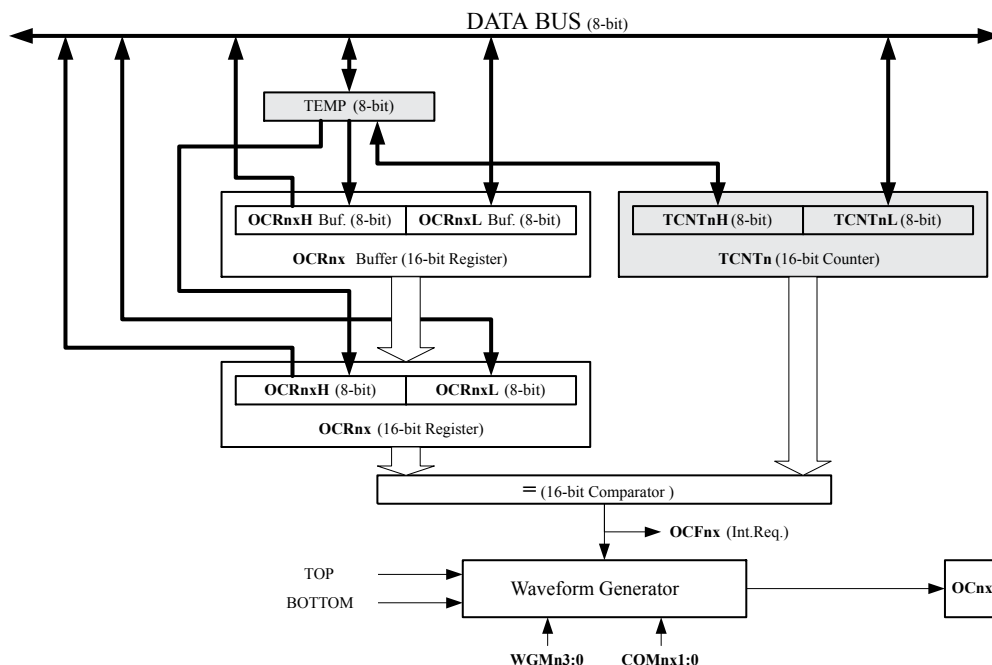 DATA BUS (8-bit)
TEMP (8-bit)
OCRnxH Buf. (8-bit) OCRnxL Buf. (8-bit)
OCRnx Buffer (16-bit Register)
TCNTnH (8-bit) TCNTnL (8-bit)
TCNTn (16-bit Counter)
OCRnxH (8-bit) OCRnxL (8-bit)
OCRnx (16-bit Register)
= (16-bit Comparator )
OCFnx (Int.Req.)
TOP
BOTTOM
Waveform Generator
OCnx
WGMn3:0 COMnx1:0